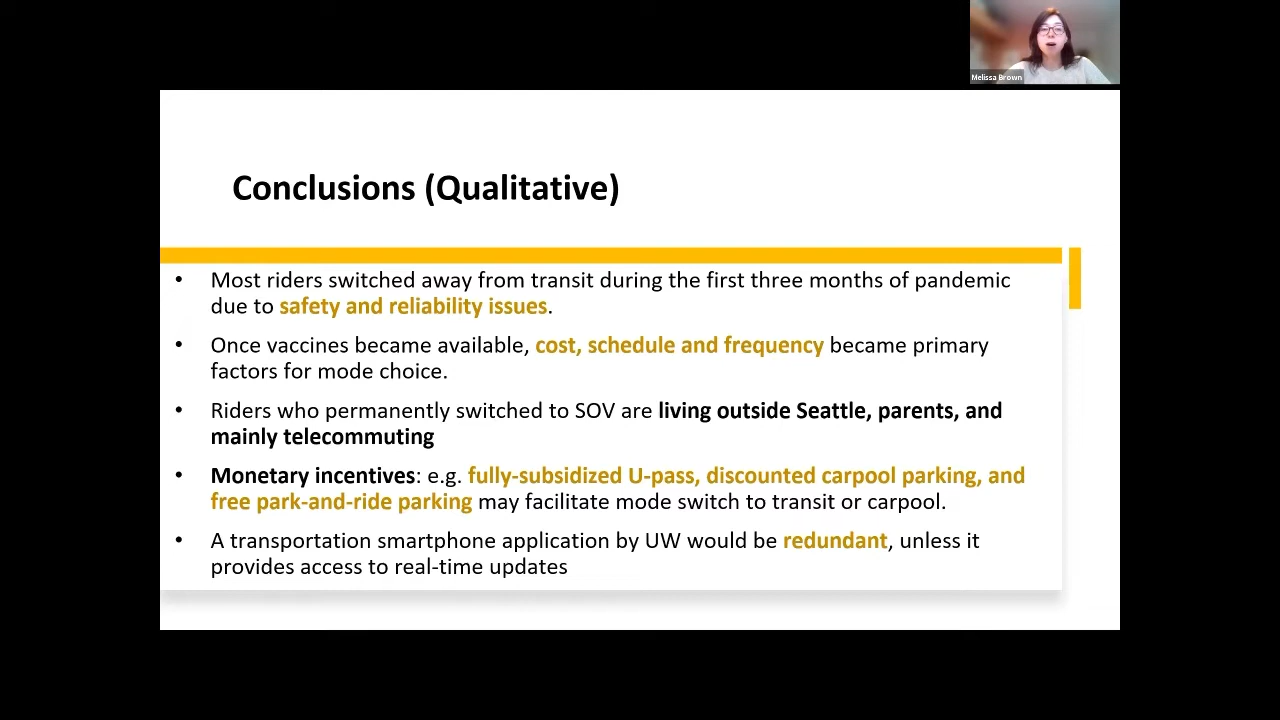 Melissa Brown
Conclusions (Qualitative)
• Most riders switched away from transit during the first three months of pandemic
due to safety and reliability issues.
• Once vaccines became available, cost, schedule and frequency became primary
factors for mode choice.
• Riders who permanently switched to SOV are living outside Seattle, parents, and
mainly telecommuting
• Monetary incentives: e.g. fully-subsidized U-pass, discounted carpool parking, and
free park-and-ride parking may facilitate mode switch to transit or carpool.
• A transportation smartphone application by UW would be redundant, unless it
provides access to real-time updates